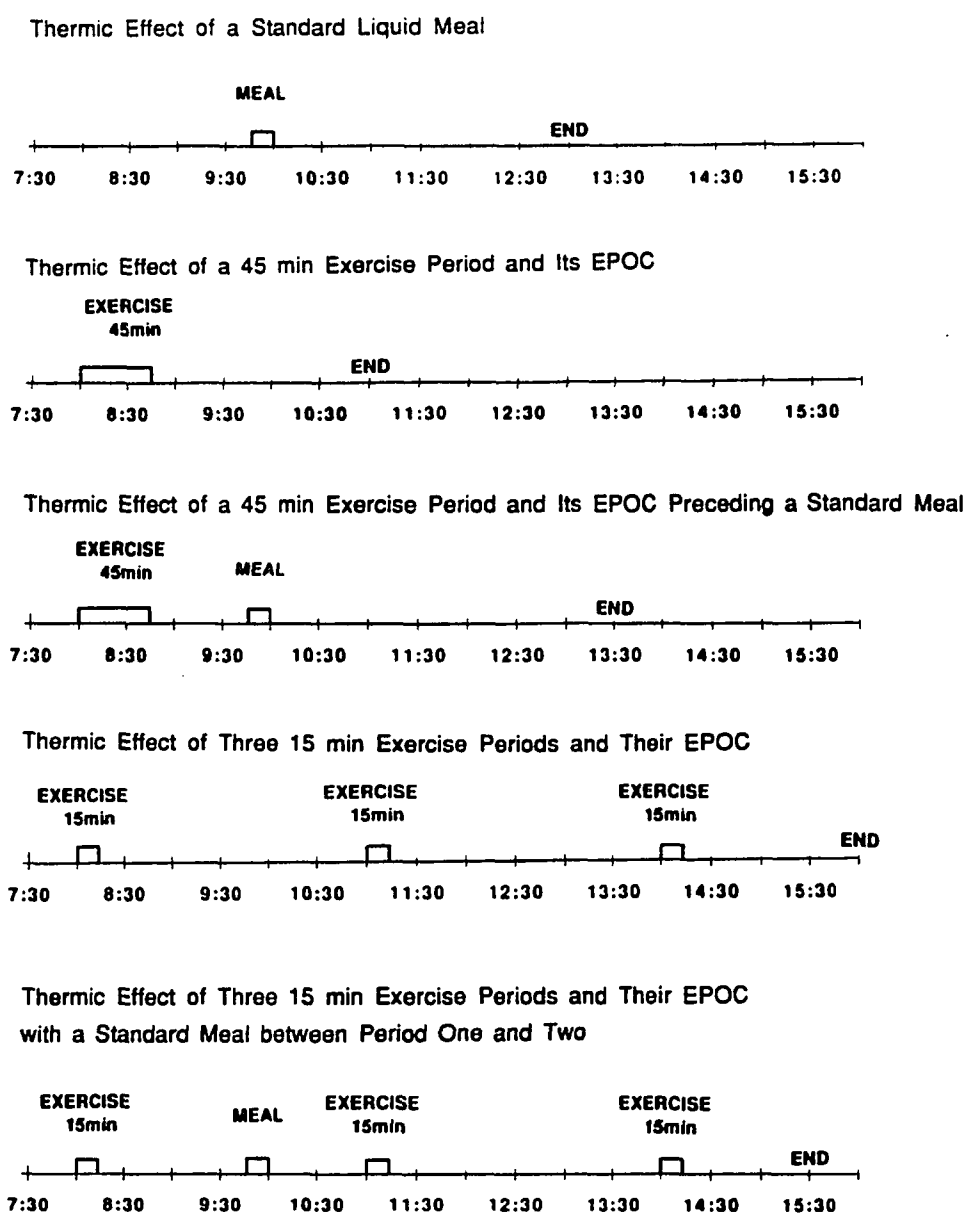 Thermic Effect of a Standard Liquid Meal
MEAL
END
7:30 8:30 9:30 10:30 11:30 12:30 13:30 14:30 15:30
Thermic Effect of a 45 min Exercise Period and Its EPOC
EXERCISE
45min
END
7:30 8:30 9:30 10:30 11:30 12:30 13:30 14:30 15:30
Thermic Effect of a 45 min Exercise Period and Its EPOC Preceding a Standard Meal
EXERCISE
45min MEAL
END
7:30 8:30 9:30 10:30 11:30 12:30 13:30 14:30 15:30
Thermic Effect of Three 15 min Exercise Periods and Their EPOC
EXERCISE EXERCISE EXERCISE
15min 15min 15min
END
7:30 8:30 9:30 10:30 11:30 12:30 13:30 14:30 15:30
Thermic Effect of Three 15 min Exercise Periods and Their EPOC
with a Standard Meal between Period One and Two
EXERCISE MEAL EXERCISE EXERCISE
15min 15min 15min
END
7:30 8:30 9:30 10:30 11:30 12:30 13:30 14:30 15:30